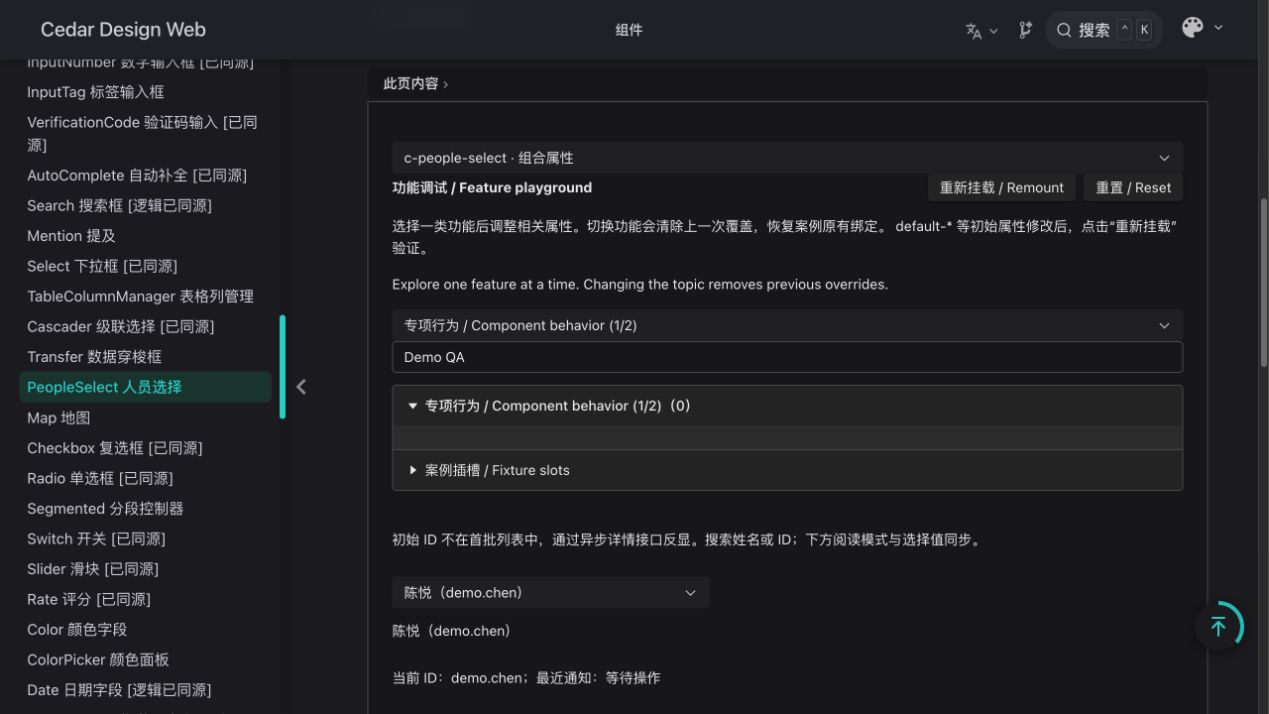 Cedar Design Web
组件
搜索
^
K
InputNumber 数字输入框 [已同源]
InputTag 标签输入框
VerificationCode 验证码输入 [已同
源]
AutoComplete 自动补全 [已同源]
Search 搜索框 [逻辑已同源]
Mention 提及
Select 下拉框 [已同源]
TableColumnManager 表格列管理
Cascader 级联选择 [已同源]
Transfer 数据穿梭框
PeopleSelect 人员选择
Map 地图
Checkbox 复选框 [已同源]
Radio 单选框 [已同源]
Segmented 分段控制器
Switch 开关 [已同源]
Slider 滑块 [已同源]
Rate 评分 [已同源]
Color 颜色字段
ColorPicker 颜色面板
Date 日期字段 [逻辑已同源]
此页内容 ›
c-people-select · 组合属性
功能调试 / Feature playground
重新挂载 / Remount
重置 / Reset
选择一类功能后调整相关属性。切换功能会清除上一次覆盖，恢复案例原有绑定。 default-* 等初始属性修改后，点击“重新挂载”
验证。
Explore one feature at a time. Changing the topic removes previous overrides.
专项行为 / Component behavior (1/2)
Demo QA
专项行为 / Component behavior (1/2)（0）
案例插槽 / Fixture slots
初始 ID 不在首批列表中，通过异步详情接口反显。搜索姓名或 ID；下方阅读模式与选择值同步。
陈悦（demo.chen）
陈悦（demo.chen）
当前 ID：demo.chen；最近通知：等待操作